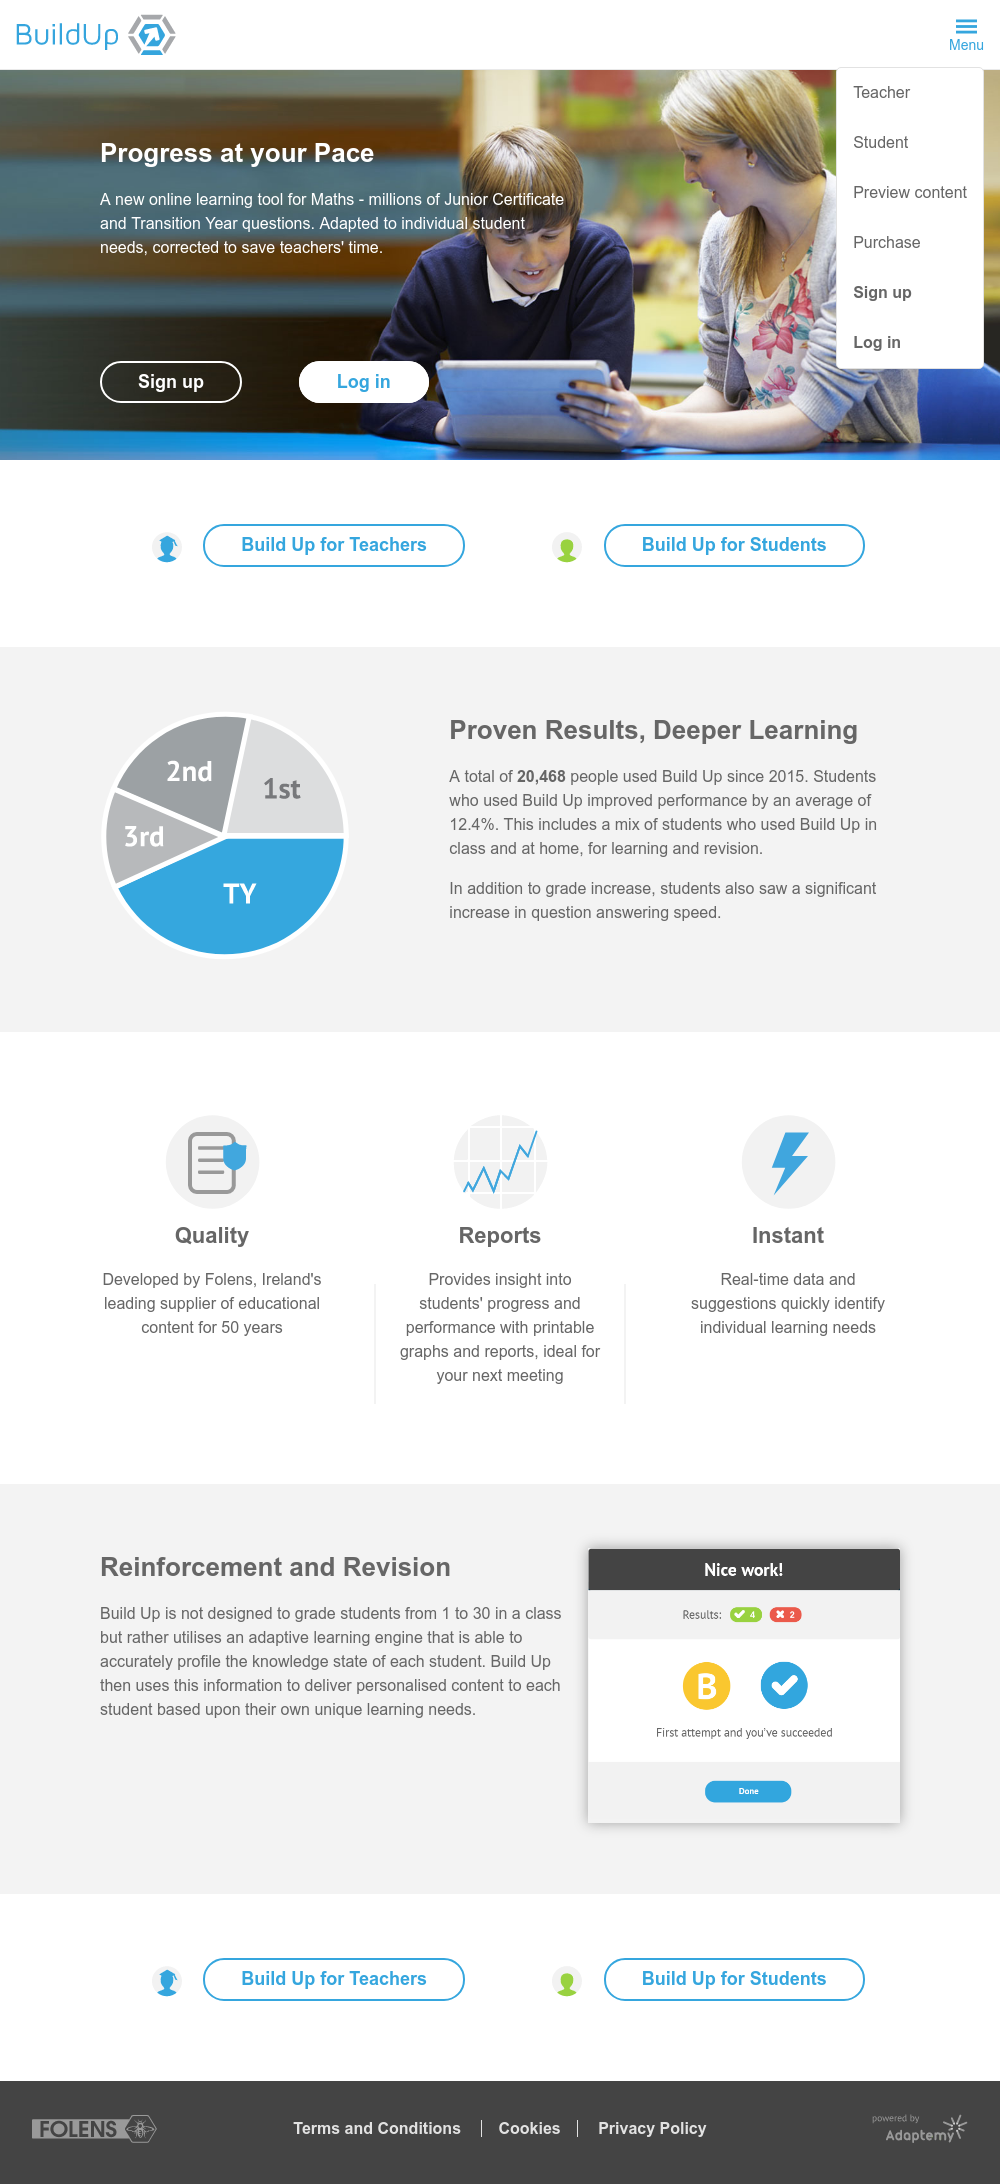 BuildUp
Menu
Teacher
Student
Preview content
Purchase
Sign up
Log in
Progress at your Pace
A new online learning tool for Maths - millions of Junior Certificate
and Transition Year questions. Adapted to individual student
needs, corrected to save teachers' time.
Sign up
Log in
Build Up for Teachers
Build Up for Students
2nd
1st
3rd
TY
Proven Results, Deeper Learning
A total of 20,468 people used Build Up since 2015. Students
who used Build Up improved performance by an average of
12.4%. This includes a mix of students who used Build Up in
class and at home, for learning and revision.
In addition to grade increase, students also saw a significant
increase in question answering speed.
Quality
Developed by Folens, Ireland's
leading supplier of educational
content for 50 years
Reports
Provides insight into
students' progress and
performance with printable
graphs and reports, ideal for
your next meeting
Instant
Real-time data and
suggestions quickly identify
individual learning needs
Reinforcement and Revision
Build Up is not designed to grade students from 1 to 30 in a class
but rather utilises an adaptive learning engine that is able to
accurately profile the knowledge state of each student. Build Up
then uses this information to deliver personalised content to each
student based upon their own unique learning needs.
Nice work!
Results: 4 2
B
First attempt and you've succeeded
Done
Build Up for Teachers
Build Up for Students
FOLENS
Terms and Conditions
Cookies
Privacy Policy
powered by
Adaptemy